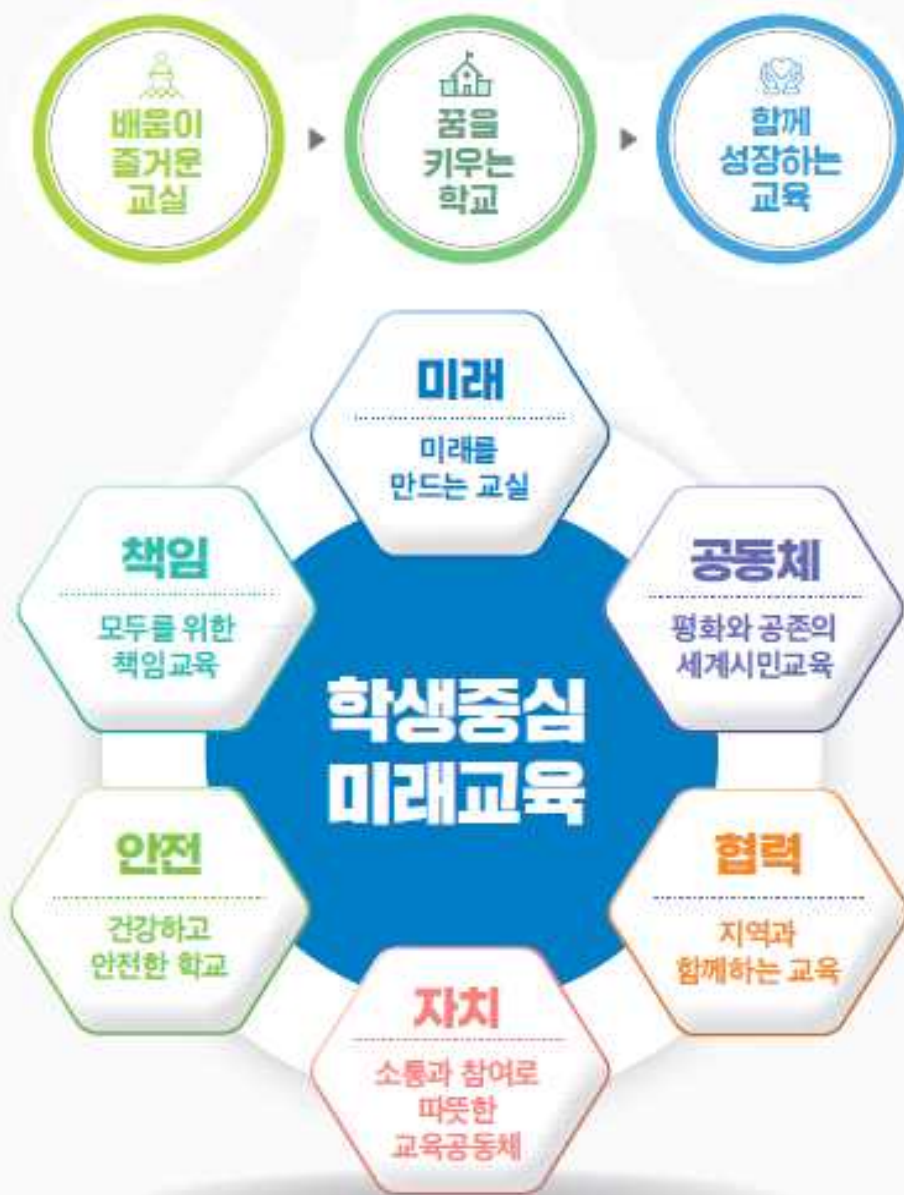 배움이
즐거운
교실
꿈을
키우는
학교
함께
성장하는
교육
미래
미래를
만드는 교실
책임
모두를 위한
책임교육
공동체
평화와 공존의
세계시민교육
학생중심
미래교육
안전
건강하고
안전한 학교
협력
지역과
함께하는 교육
자치
소통과 참여로
따뜻한
교육공동체